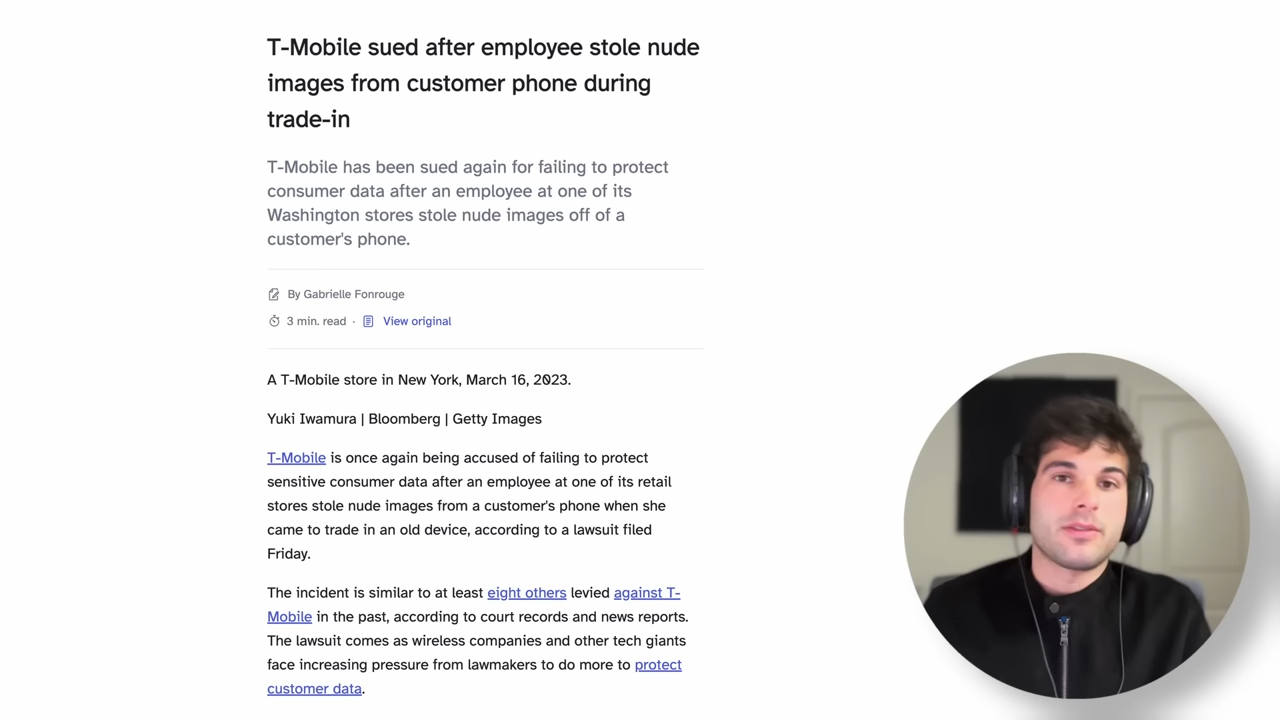 T-Mobile sued after employee stole nude
images from customer phone during
trade-in
T-Mobile has been sued again for failing to protect
consumer data after an employee at one of its
Washington stores stole nude images off of a
customer's phone.
By Gabrielle Fonrouge
3 min. read · View original
A T-Mobile store in New York, March 16, 2023.
Yuki Iwamura | Bloomberg | Getty Images
T-Mobile is once again being accused of failing to protect
sensitive consumer data after an employee at one of its retail
stores stole nude images from a customer's phone when she
came to trade in an old device, according to a lawsuit filed
Friday.
The incident is similar to at least eight others levied against T-
Mobile in the past, according to court records and news reports.
The lawsuit comes as wireless companies and other tech giants
face increasing pressure from lawmakers to do more to protect
customer data.